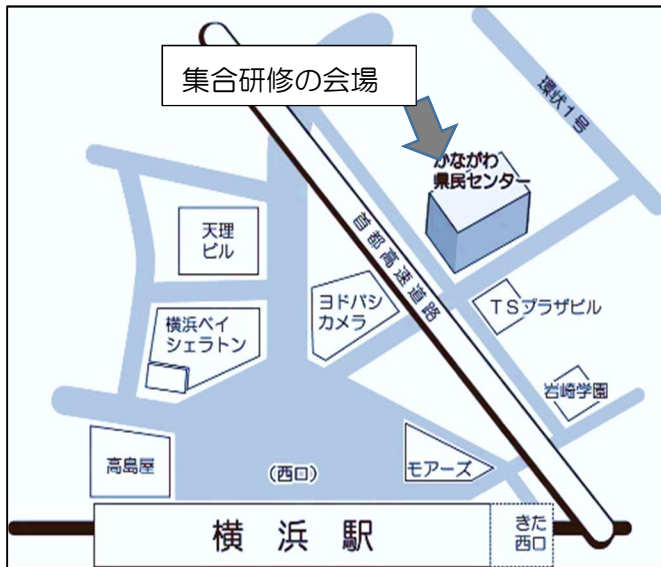 集合研修の会場
環状1号
かながわ
県民センター
天理
ビル
首都高速道路
ヨドバシ
カメラ
TSプラザビル
横浜ベイ
シェラトン
岩崎学園
高島屋
(西口)
モアーズ
横浜駅
きた
西口